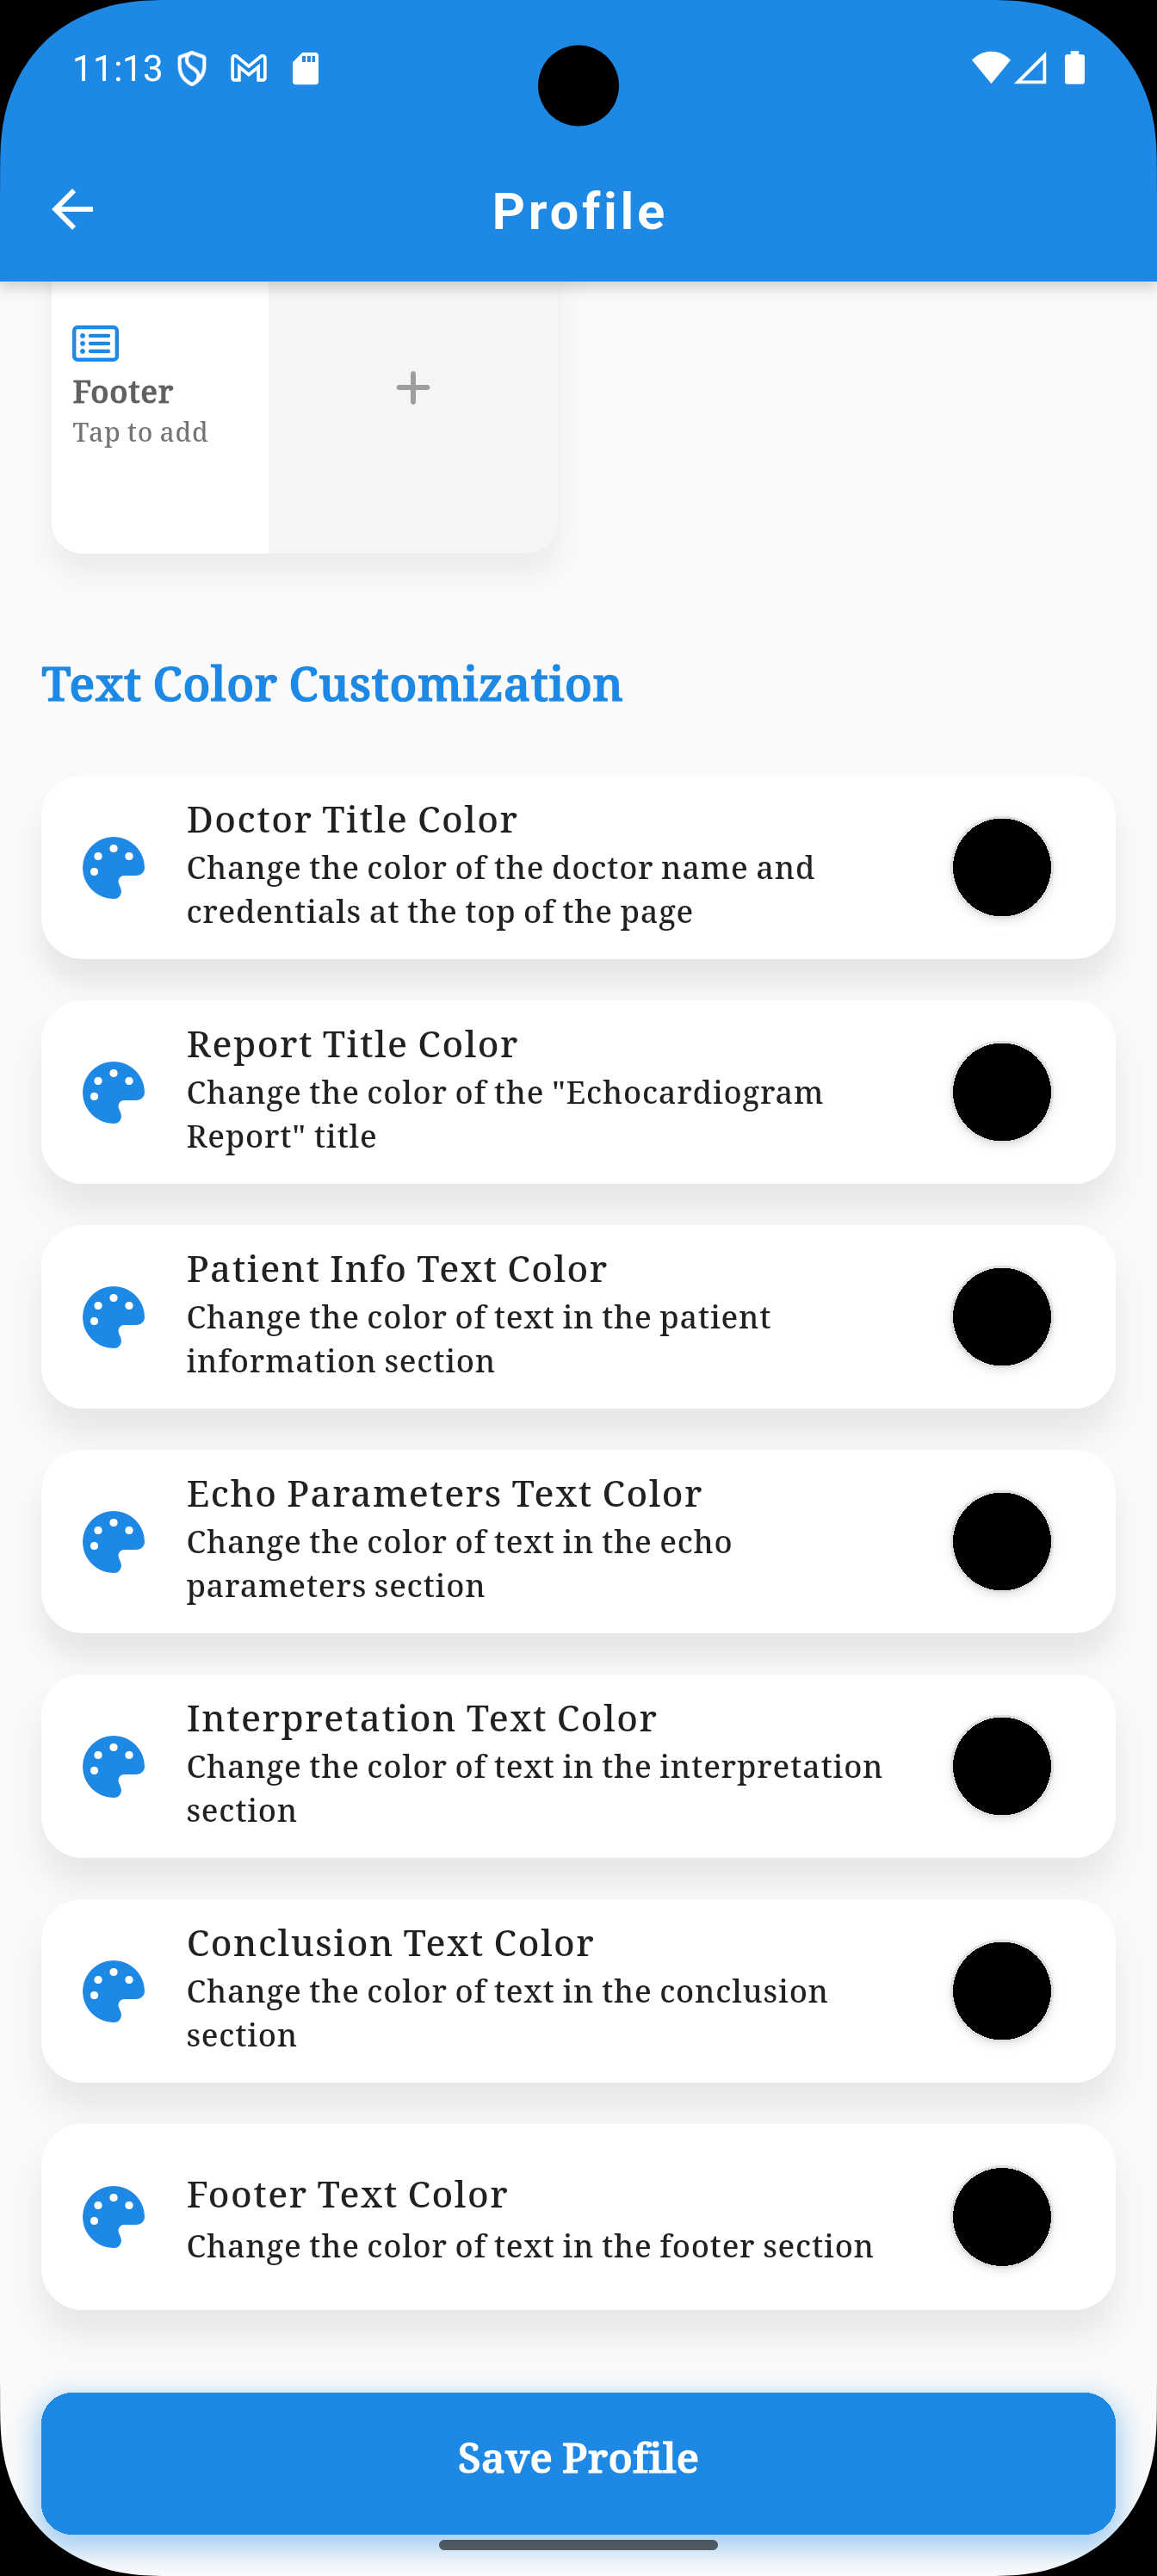 11:13
Profile
Footer
Tap to add
Text Color Customization
Doctor Title Color
Change the color of the doctor name and
credentials at the top of the page
Report Title Color
Change the color of the "Echocardiogram
Report" title
Patient Info Text Color
Change the color of text in the patient
information section
Echo Parameters Text Color
Change the color of text in the echo
parameters section
Interpretation Text Color
Change the color of text in the interpretation
section
Conclusion Text Color
Change the color of text in the conclusion
section
Footer Text Color
Change the color of text in the footer section
Save Profile